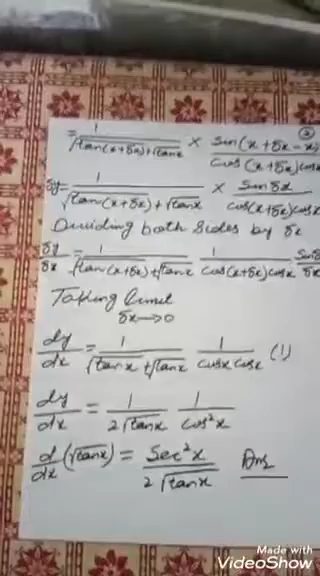 ②
= 1/(√tan(x+δx)+√tanx) × sin(x+δx-x)/(cos(x+δx)cosx
δy = 1/(√tan(x+δx)+√tanx) × sinδx/(cos(x+δx)cosx
Dividing both sides by δx
δy/δx = 1/(√tan(x+δx)+√tanx) 1/(cos(x+δx)cosx) sinδ/δx
Taking limit
δx→0
dy/dx = 1/(√tanx+√tanx) 1/(cosx cosx) (1)
dy/dx = 1/(2√tanx) 1/cos²x
d/dx(√tanx) = Sec²x/(2√tanx) Ans
Made with
VideoShow